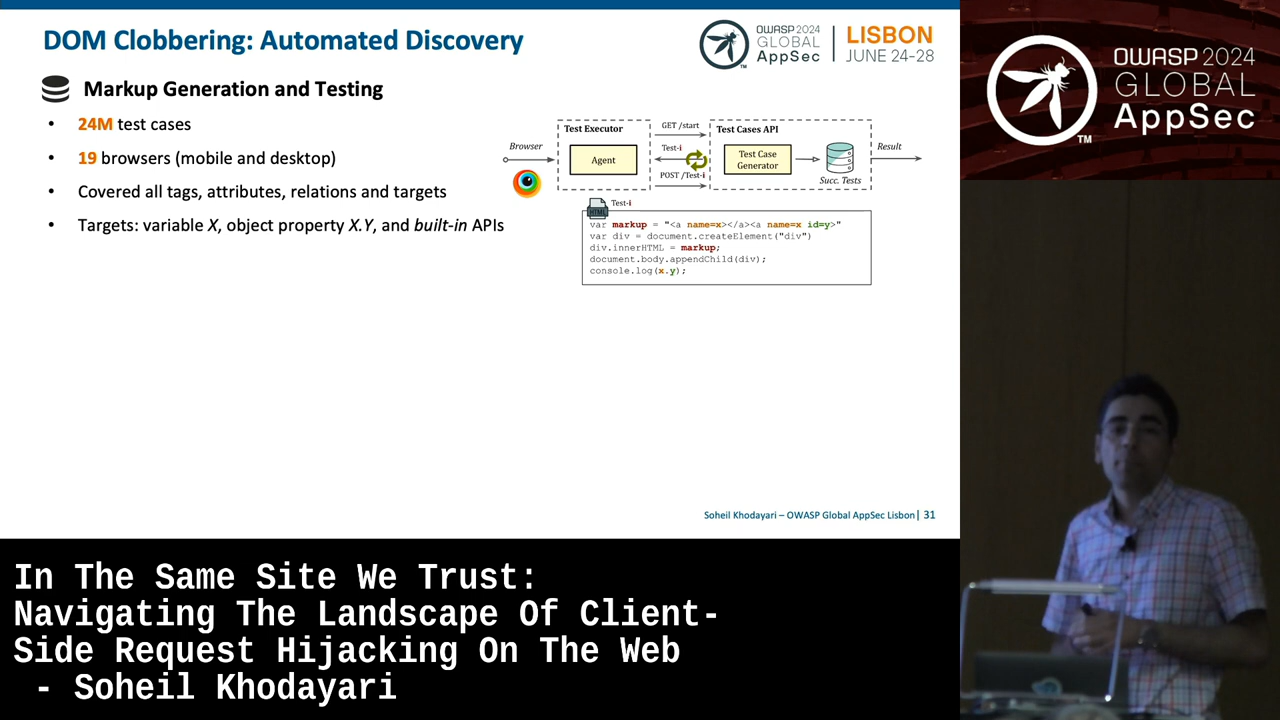 DOM Clobbering: Automated Discovery
OWASP 2024
GLOBAL
AppSec
TM
LISBON
JUNE 24-28
Markup Generation and Testing
• 24M test cases
• 19 browsers (mobile and desktop)
• Covered all tags, attributes, relations and targets
• Targets: variable X, object property X.Y, and built-in APIs
Browser
Test Executor
Agent
GET /start
Test-i
POST /Test-i
Test Cases API
Test Case
Generator
Succ. Tests
Result
HTML
Test-i
var markup = "<a name=x></a><a name=x id=y>"
var div = document.createElement("div")
div.innerHTML = markup;
document.body.appendChild(div);
console.log(x.y);
Soheil Khodayari – OWASP Global AppSec Lisbon| 31
OWASP 2024
GLOBAL
AppSec
TM
In The Same Site We Trust:
Navigating The Landscape Of Client-
Side Request Hijacking On The Web
- Soheil Khodayari